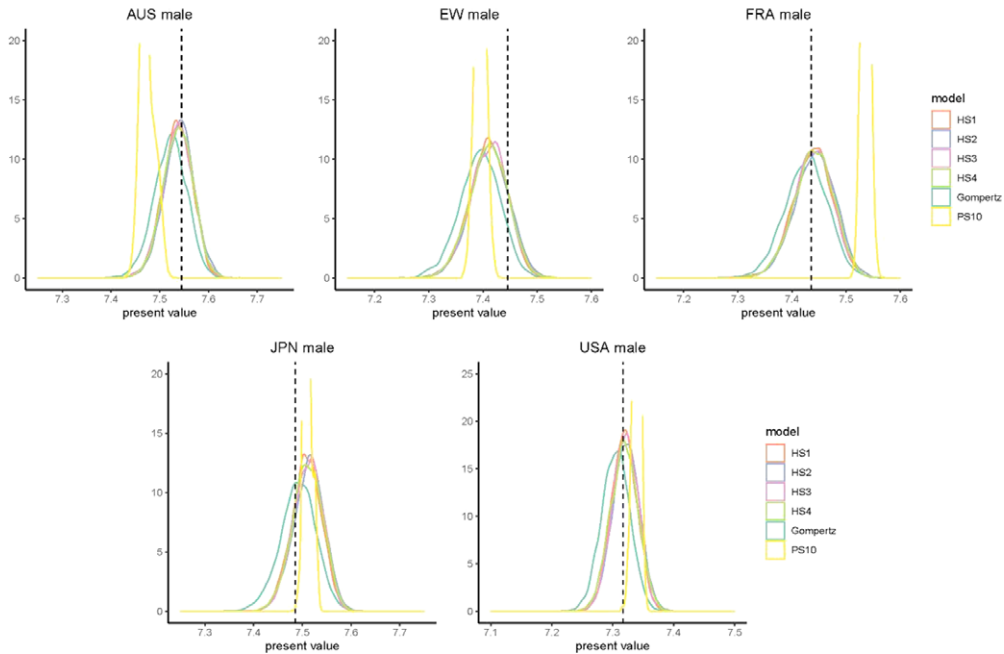 AUS male
EW male
FRA male
20
15
10
5
0
7.3 7.4 7.5 7.6 7.7
present value
20
15
10
5
0
7.2 7.3 7.4 7.5 7.6
present value
20
15
10
5
0
7.2 7.3 7.4 7.5 7.6
present value
model
HS1
HS2
HS3
HS4
Gompertz
PS10
JPN male
USA male
20
15
10
5
0
7.3 7.4 7.5 7.6 7.7
present value
25
20
15
10
5
0
7.1 7.2 7.3 7.4 7.5
present value
model
HS1
HS2
HS3
HS4
Gompertz
PS10